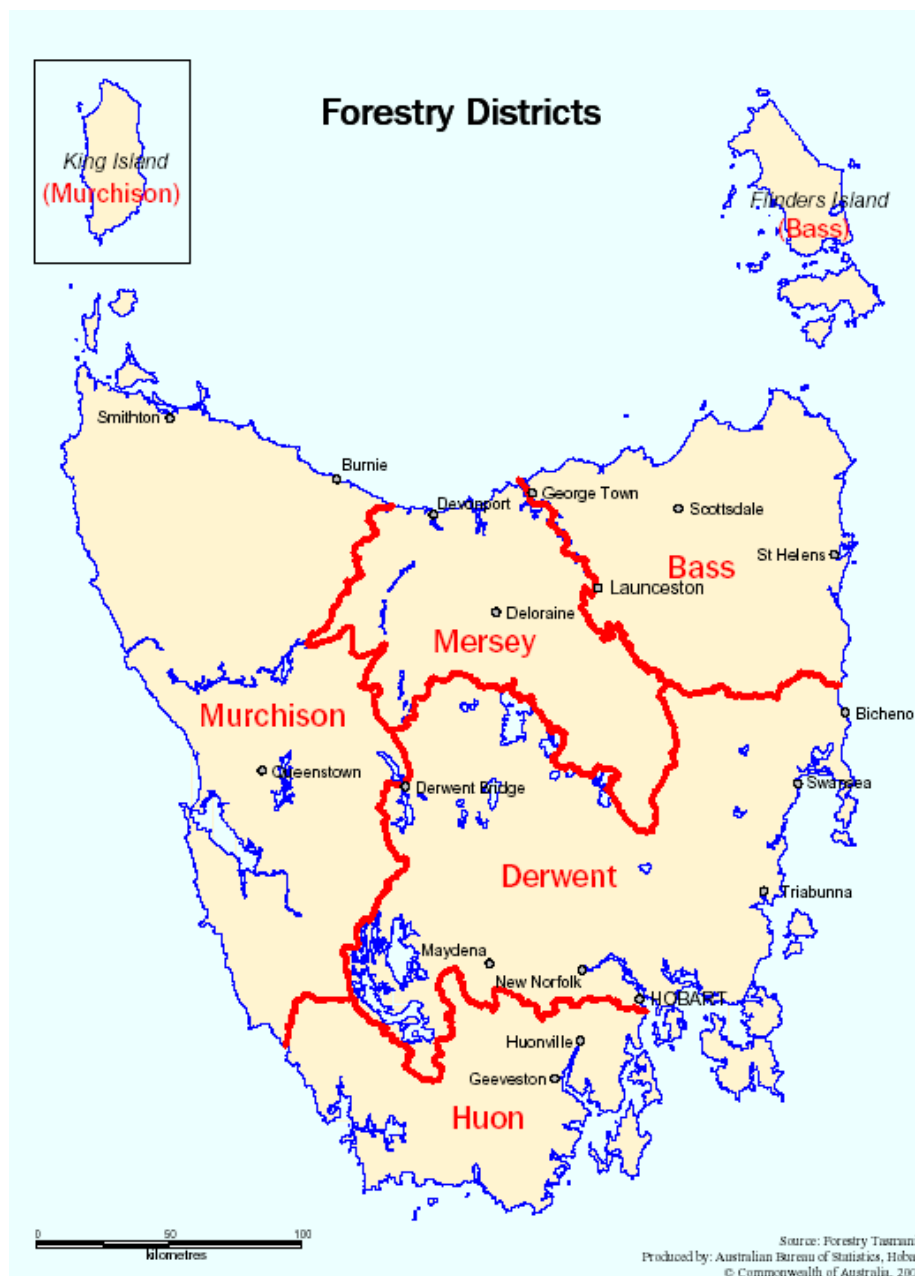 Forestry Districts
King Island
(Murchison)
Flinders Island
(Bass)
Smithton
Burnie
Devonport
George Town
Scottsdale
St Helens
Bass
Launceston
Deloraine
Mersey
Murchison
Bicheno
Queenstown
Derwent Bridge
Swansea
Derwent
Triabunna
Maydena
New Norfolk
HOBART
Huonville
Geeveston
Huon
0 50 100
kilometres
Source: Forestry Tasman
Produced by: Australian Bureau of Statistics, Hoba
© Commonwealth of Australia, 200